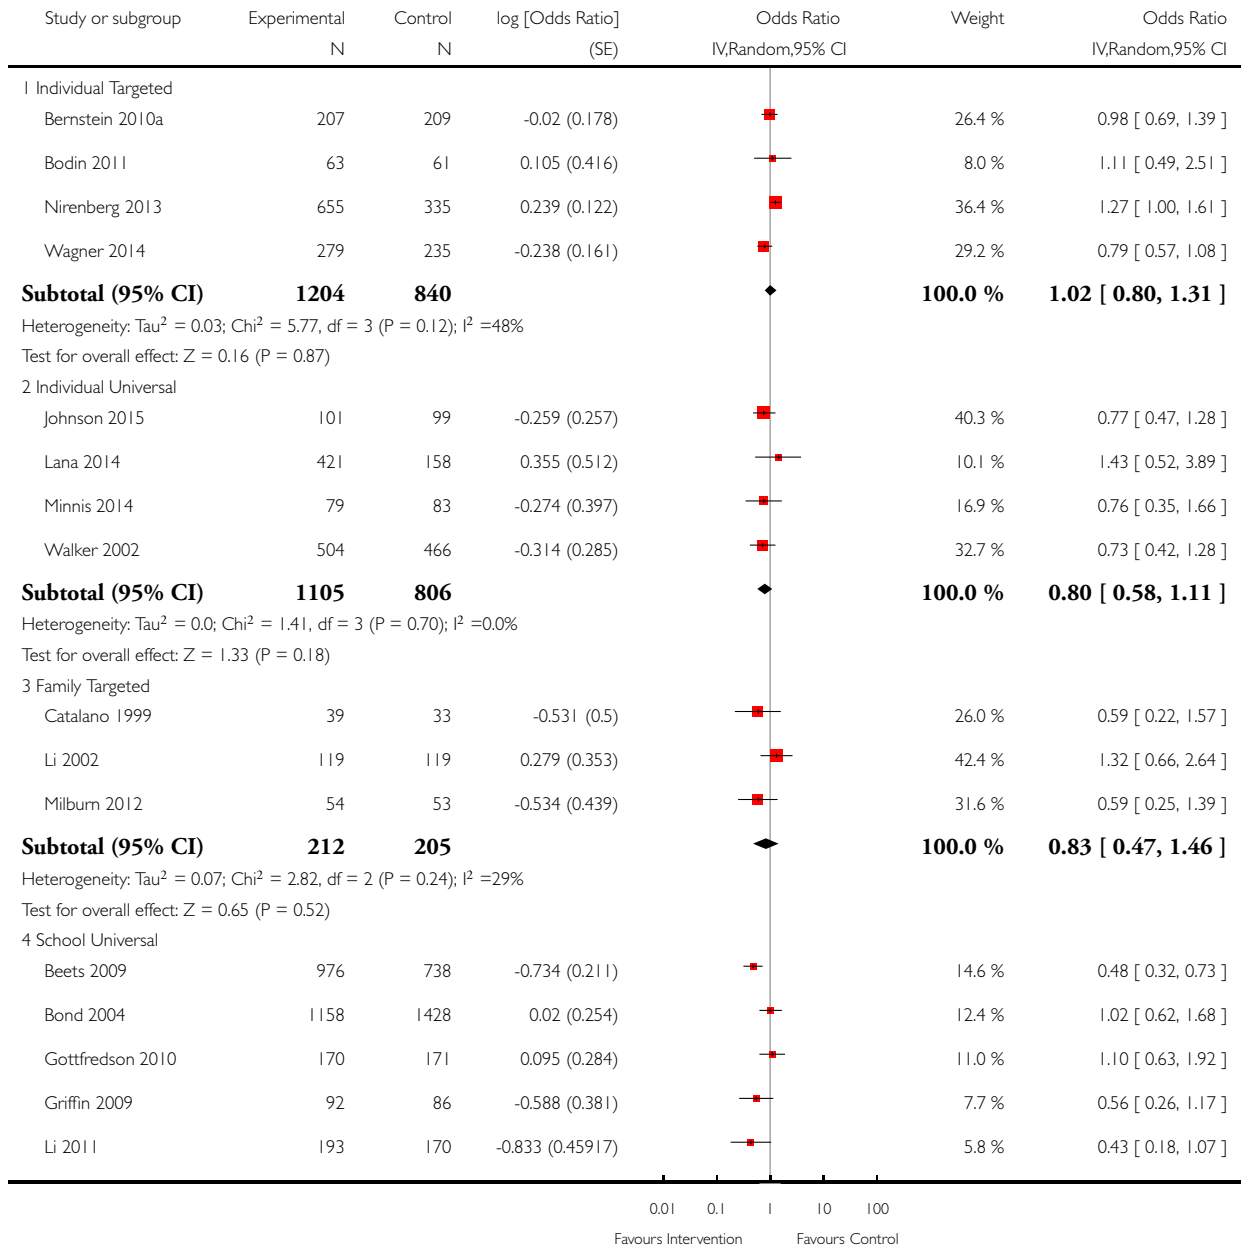 Study or subgroup Experimental Control log [Odds Ratio] Odds Ratio Weight Odds Ratio
N N (SE) IV,Random,95% CI IV,Random,95% CI
1 Individual Targeted
Bernstein 2010a 207 209 -0.02 (0.178) 26.4 % 0.98 [ 0.69, 1.39 ]
Bodin 2011 63 61 0.105 (0.416) 8.0 % 1.11 [ 0.49, 2.51 ]
Nirenberg 2013 655 335 0.239 (0.122) 36.4 % 1.27 [ 1.00, 1.61 ]
Wagner 2014 279 235 -0.238 (0.161) 29.2 % 0.79 [ 0.57, 1.08 ]
Subtotal (95% CI) 1204 840 100.0 % 1.02 [ 0.80, 1.31 ]
Heterogeneity: Tau² = 0.03; Chi² = 5.77, df = 3 (P = 0.12); I² =48%
Test for overall effect: Z = 0.16 (P = 0.87)
2 Individual Universal
Johnson 2015 101 99 -0.259 (0.257) 40.3 % 0.77 [ 0.47, 1.28 ]
Lana 2014 421 158 0.355 (0.512) 10.1 % 1.43 [ 0.52, 3.89 ]
Minnis 2014 79 83 -0.274 (0.397) 16.9 % 0.76 [ 0.35, 1.66 ]
Walker 2002 504 466 -0.314 (0.285) 32.7 % 0.73 [ 0.42, 1.28 ]
Subtotal (95% CI) 1105 806 100.0 % 0.80 [ 0.58, 1.11 ]
Heterogeneity: Tau² = 0.0; Chi² = 1.41, df = 3 (P = 0.70); I² =0.0%
Test for overall effect: Z = 1.33 (P = 0.18)
3 Family Targeted
Catalano 1999 39 33 -0.531 (0.5) 26.0 % 0.59 [ 0.22, 1.57 ]
Li 2002 119 119 0.279 (0.353) 42.4 % 1.32 [ 0.66, 2.64 ]
Milburn 2012 54 53 -0.534 (0.439) 31.6 % 0.59 [ 0.25, 1.39 ]
Subtotal (95% CI) 212 205 100.0 % 0.83 [ 0.47, 1.46 ]
Heterogeneity: Tau² = 0.07; Chi² = 2.82, df = 2 (P = 0.24); I² =29%
Test for overall effect: Z = 0.65 (P = 0.52)
4 School Universal
Beets 2009 976 738 -0.734 (0.211) 14.6 % 0.48 [ 0.32, 0.73 ]
Bond 2004 1158 1428 0.02 (0.254) 12.4 % 1.02 [ 0.62, 1.68 ]
Gottfredson 2010 170 171 0.095 (0.284) 11.0 % 1.10 [ 0.63, 1.92 ]
Griffin 2009 92 86 -0.588 (0.381) 7.7 % 0.56 [ 0.26, 1.17 ]
Li 2011 193 170 -0.833 (0.45917) 5.8 % 0.43 [ 0.18, 1.07 ]
0.01 0.1 1 10 100
Favours Intervention Favours Control